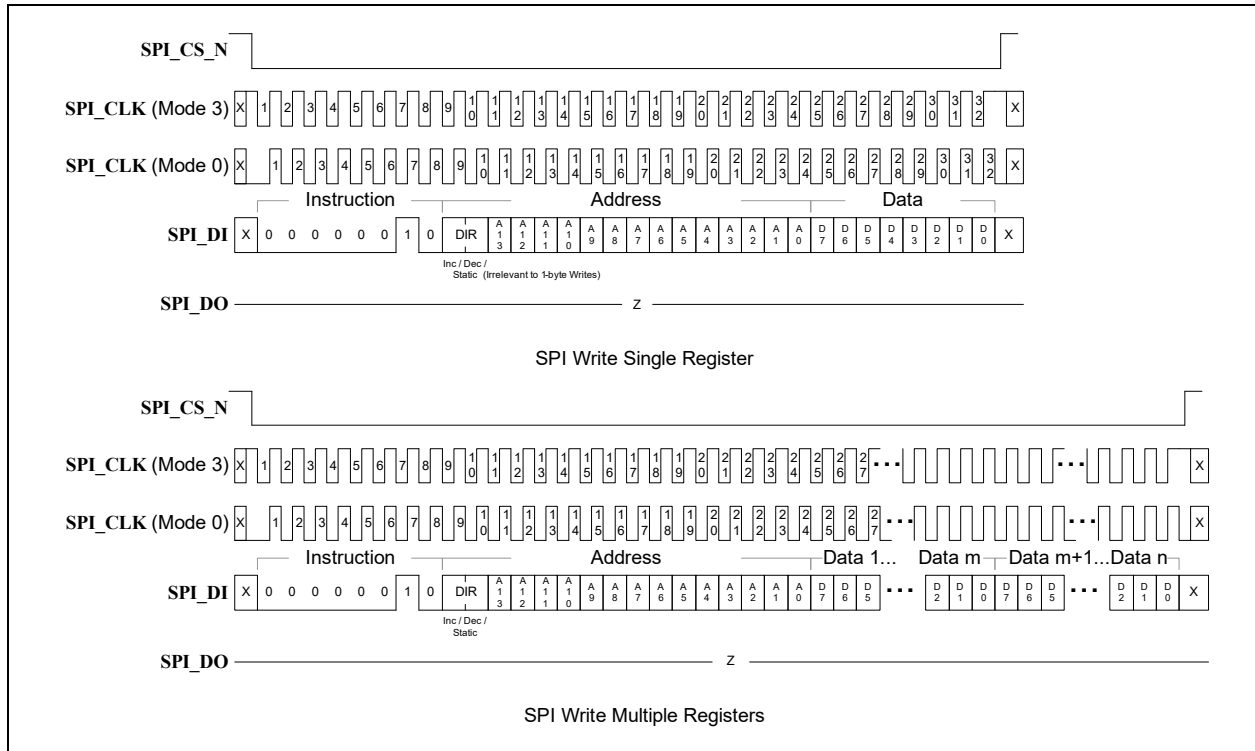 SPI_CS_N
SPI_CLK (Mode 3) X 1 2 3 4 5 6 7 8 9 10 11 12 13 14 15 16 17 18 19 20 21 22 23 24 25 26 27 28 29 30 31 32 X
SPI_CLK (Mode 0) X 1 2 3 4 5 6 7 8 9 10 11 12 13 14 15 16 17 18 19 20 21 22 23 24 25 26 27 28 29 30 31 32 X
Instruction Address Data
SPI_DI X 0 0 0 0 0 0 1 0 DIR A13 A12 A11 A10 A9 A8 A7 A6 A5 A4 A3 A2 A1 A0 D7 D6 D5 D4 D3 D2 D1 D0 X
Inc / Dec /
Static (Irrelevant to 1-byte Writes)
SPI_DO Z
SPI Write Single Register
SPI_CS_N
SPI_CLK (Mode 3) X 1 2 3 4 5 6 7 8 9 10 11 12 13 14 15 16 17 18 19 20 21 22 23 24 25 26 27 ... ... X
SPI_CLK (Mode 0) X 1 2 3 4 5 6 7 8 9 10 11 12 13 14 15 16 17 18 19 20 21 22 23 24 25 26 27 ... ... X
Instruction Address Data 1... Data m Data m+1...Data n
SPI_DI X 0 0 0 0 0 0 1 0 DIR A13 A12 A11 A10 A9 A8 A7 A6 A5 A4 A3 A2 A1 A0 D7 D6 D5 ... D2 D1 D0 D7 D6 D5 ... D2 D1 D0 X
Inc / Dec /
Static
SPI_DO Z
SPI Write Multiple Registers